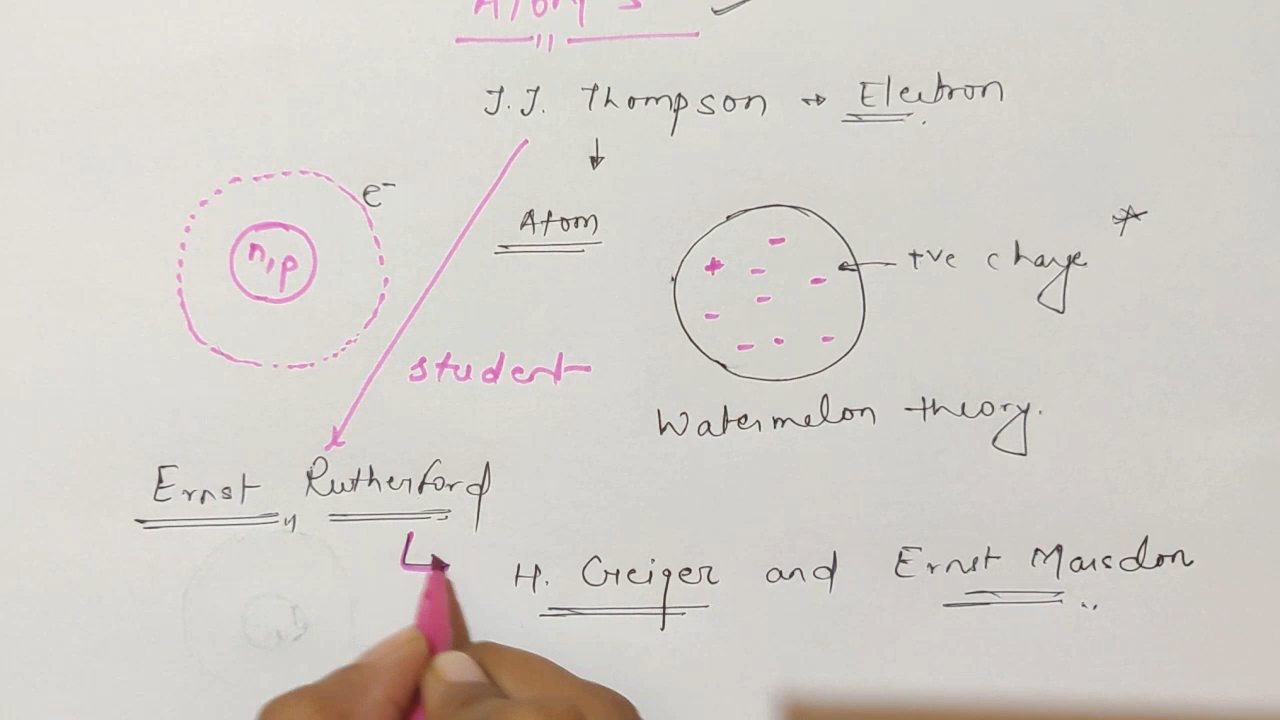 J.J. Thompson → Electron
↓
e⁻
Atom
n,p
+ve charge *
student
Watermelon theory.
Ernst Rutherford
H. Geiger and Ernst Marsdon